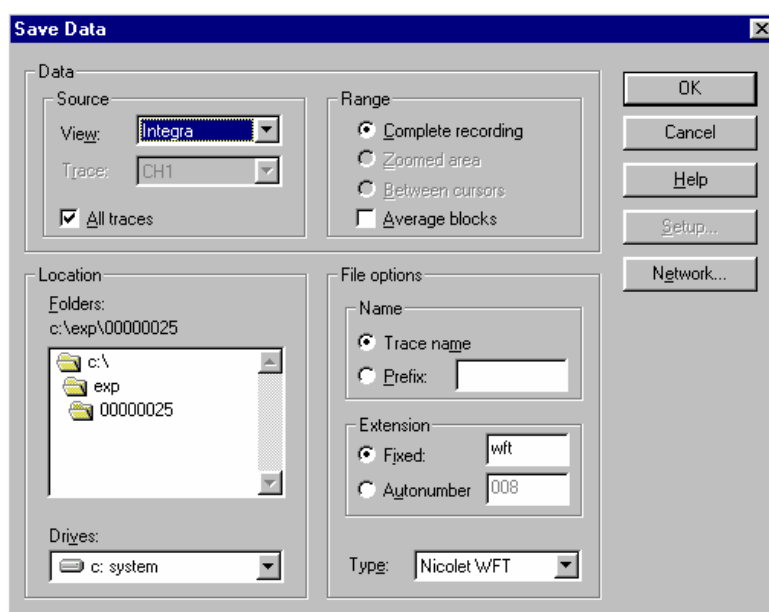 Save Data
Data
Source
View: Integra
Trace: CH1
All traces
Range
Complete recording
Zoomed area
Between cursors
Average blocks
OK
Cancel
Help
Setup...
Network...
Location
Folders:
c:\exp\00000025
c:\
exp
00000025
Drives:
c: system
File options
Name
Trace name
Prefix:
Extension
Fixed: wft
Autonumber 008
Type: Nicolet WFT